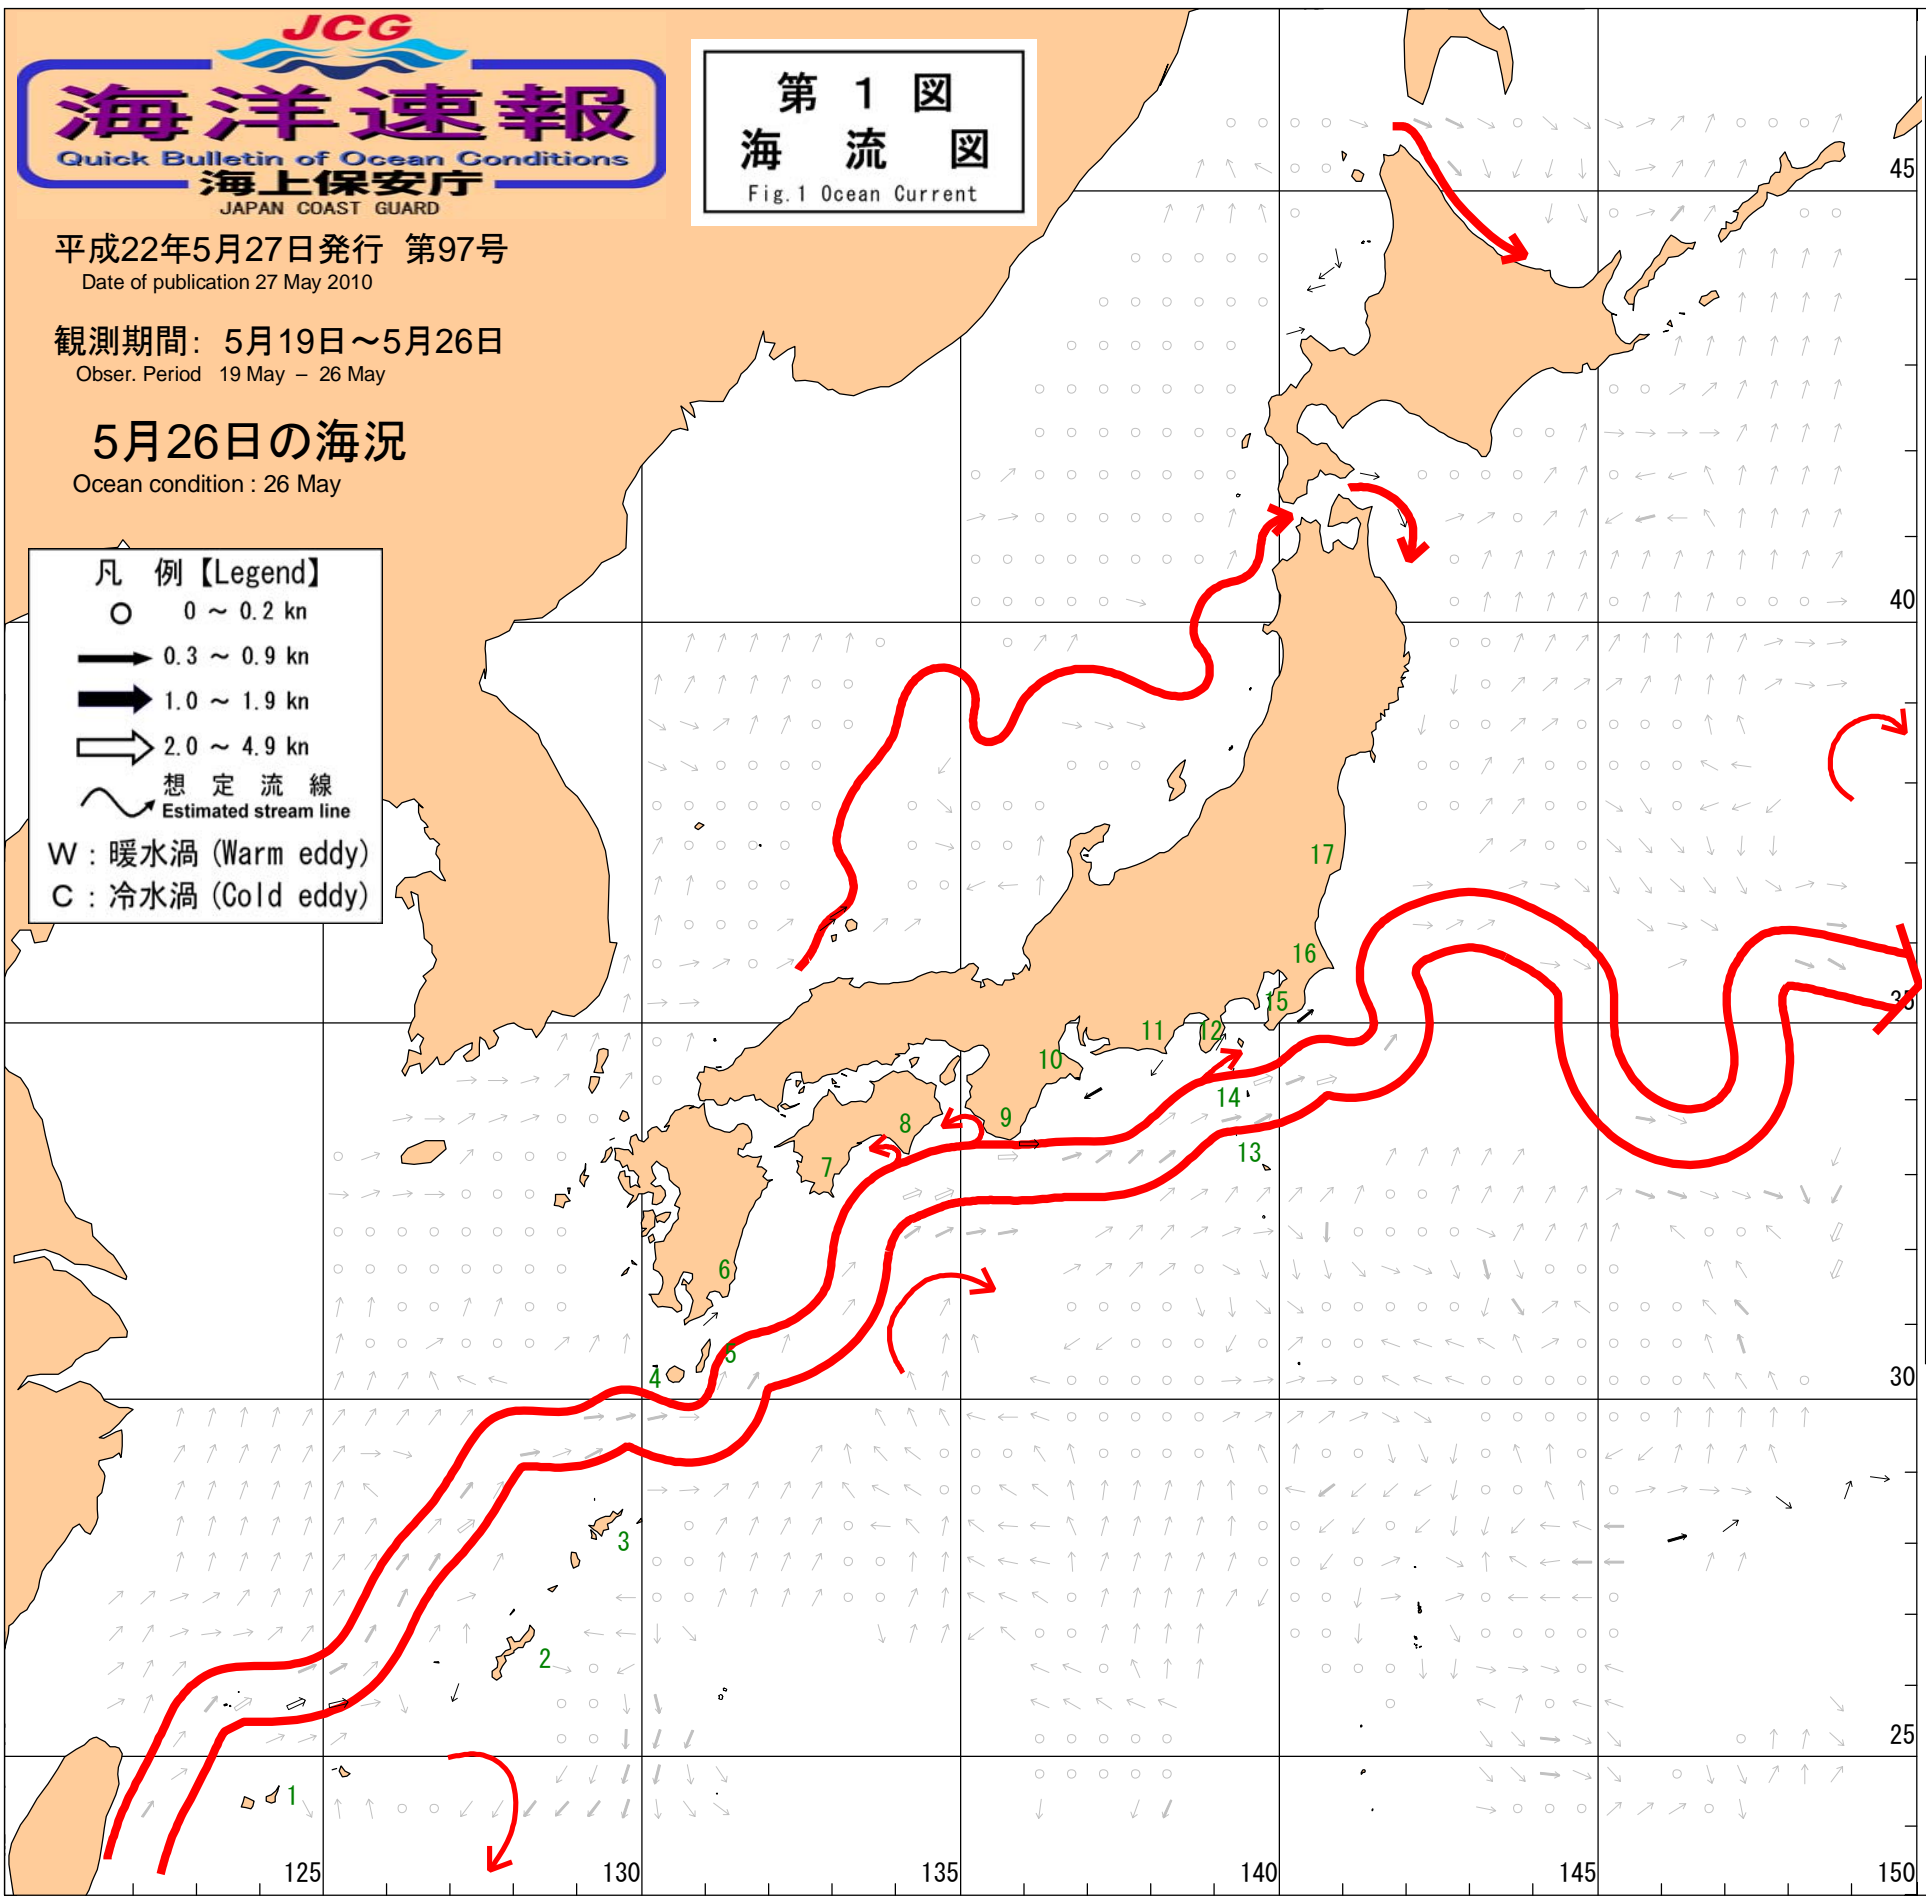 JCG
海洋速報
Quick Bulletin of Ocean Conditions
海上保安庁
JAPAN COAST GUARD
第 1 図
海 流 図
Fig.1 Ocean Current
平成22年5月27日発行 第97号
Date of publication 27 May 2010
観測期間: 5月19日～5月26日
Obser. Period 19 May – 26 May
5月26日の海況
Ocean condition : 26 May
凡 例【Legend】
0 ～ 0.2 kn
0.3 ～ 0.9 kn
1.0 ～ 1.9 kn
2.0 ～ 4.9 kn
想 定 流 線
Estimated stream line
W : 暖水渦 (Warm eddy)
C : 冷水渦 (Cold eddy)
45
40
35
30
25
17
16
15
12
11
10
14
13
9
8
7
6
5
4
3
2
1
125
130
135
140
145
150